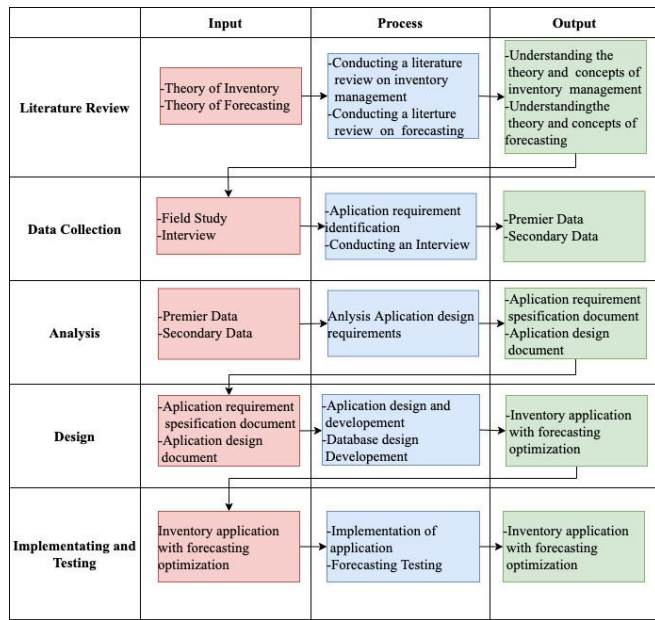 Input
Process
Output
Literature Review
-Theory of Inventory
-Theory of Forecasting
-Conducting a literature
review on inventory
management
-Conducting a literture
review on forecasting
-Understanding the
theory and concepts of
inventory management
-Understandingthe
theory and concepts of
forecasting
Data Collection
-Field Study
-Interview
-Aplication requirement
identification
-Conducting an Interview
-Premier Data
-Secondary Data
Analysis
-Premier Data
-Secondary Data
Anlysis Aplication design
requirements
-Aplication requirement
spesification document
-Aplication design
document
Design
-Aplication requirement
spesification document
-Aplication design
document
-Aplication design and
developement
-Database design
Developement
-Inventory application
with forecasting
optimization
Implementating and
Testing
Inventory application
with forecasting
optimization
-Implementation of
application
-Forecasting Testing
-Inventory application
with forecasting
optimization